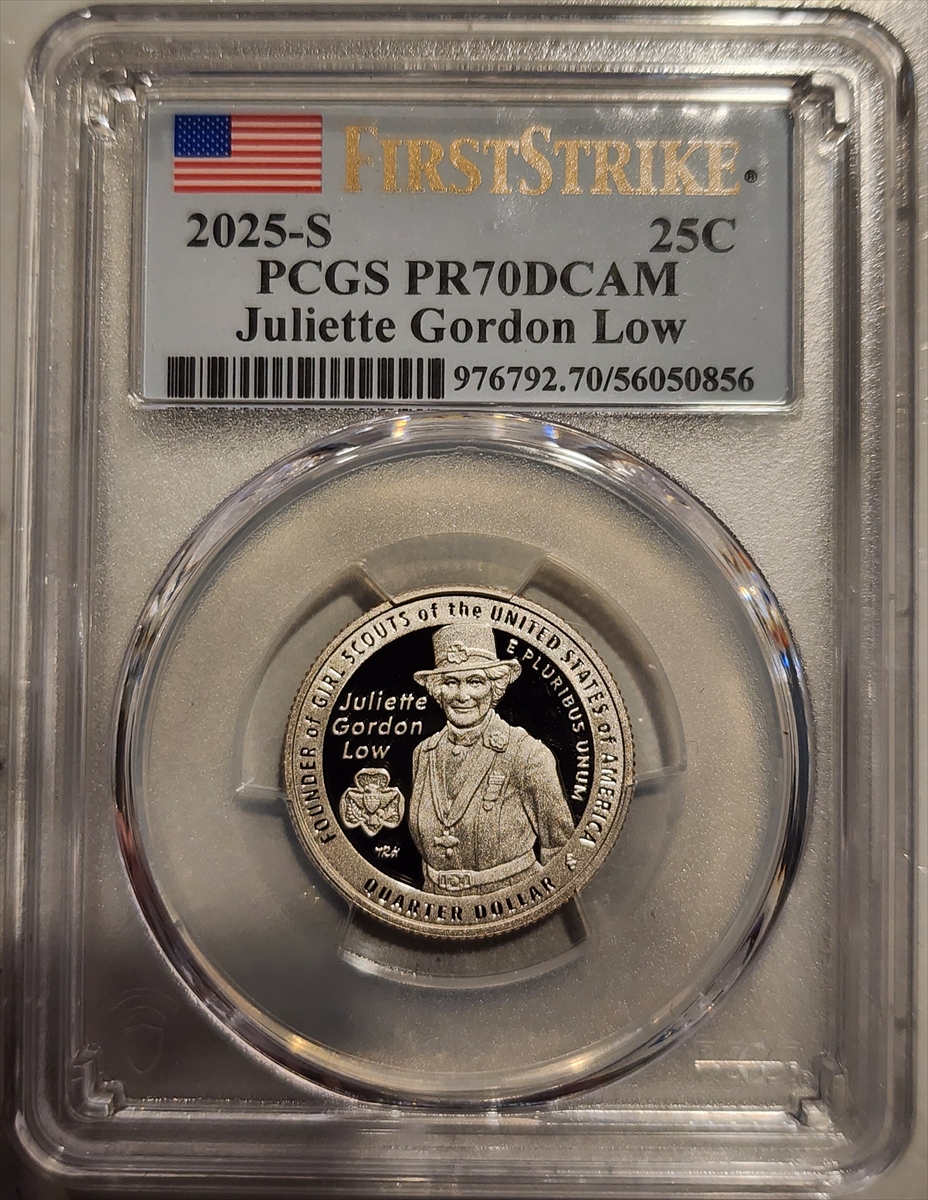 FIRSTSTRIKE®
2025-S 25C
PCGS PR70DCAM
Juliette Gordon Low
976792.70/56050856
FOUNDER of GIRL SCOUTS of the UNITED STATES of AMERICA
E PLURIBUS UNUM
Juliette
Gordon
Low
TRH
QUARTER DOLLAR